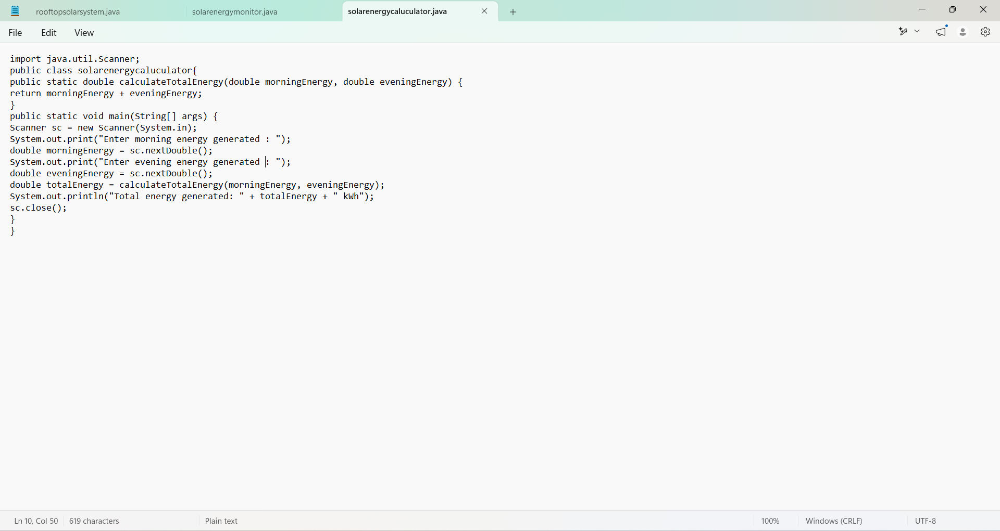 rooftopsolarsystem.java
solarenergymonitor.java
solarenergycaluculator.java
File Edit View
import java.util.Scanner;
public class solarenergycaluculator{
public static double calculateTotalEnergy(double morningEnergy, double eveningEnergy) {
return morningEnergy + eveningEnergy;
}
public static void main(String[] args) {
Scanner sc = new Scanner(System.in);
System.out.print("Enter morning energy generated : ");
double morningEnergy = sc.nextDouble();
System.out.print("Enter evening energy generated : ");
double eveningEnergy = sc.nextDouble();
double totalEnergy = calculateTotalEnergy(morningEnergy, eveningEnergy);
System.out.println("Total energy generated: " + totalEnergy + " kWh");
sc.close();
}
}
Ln 10, Col 50 619 characters Plain text 100% Windows (CRLF) UTF-8